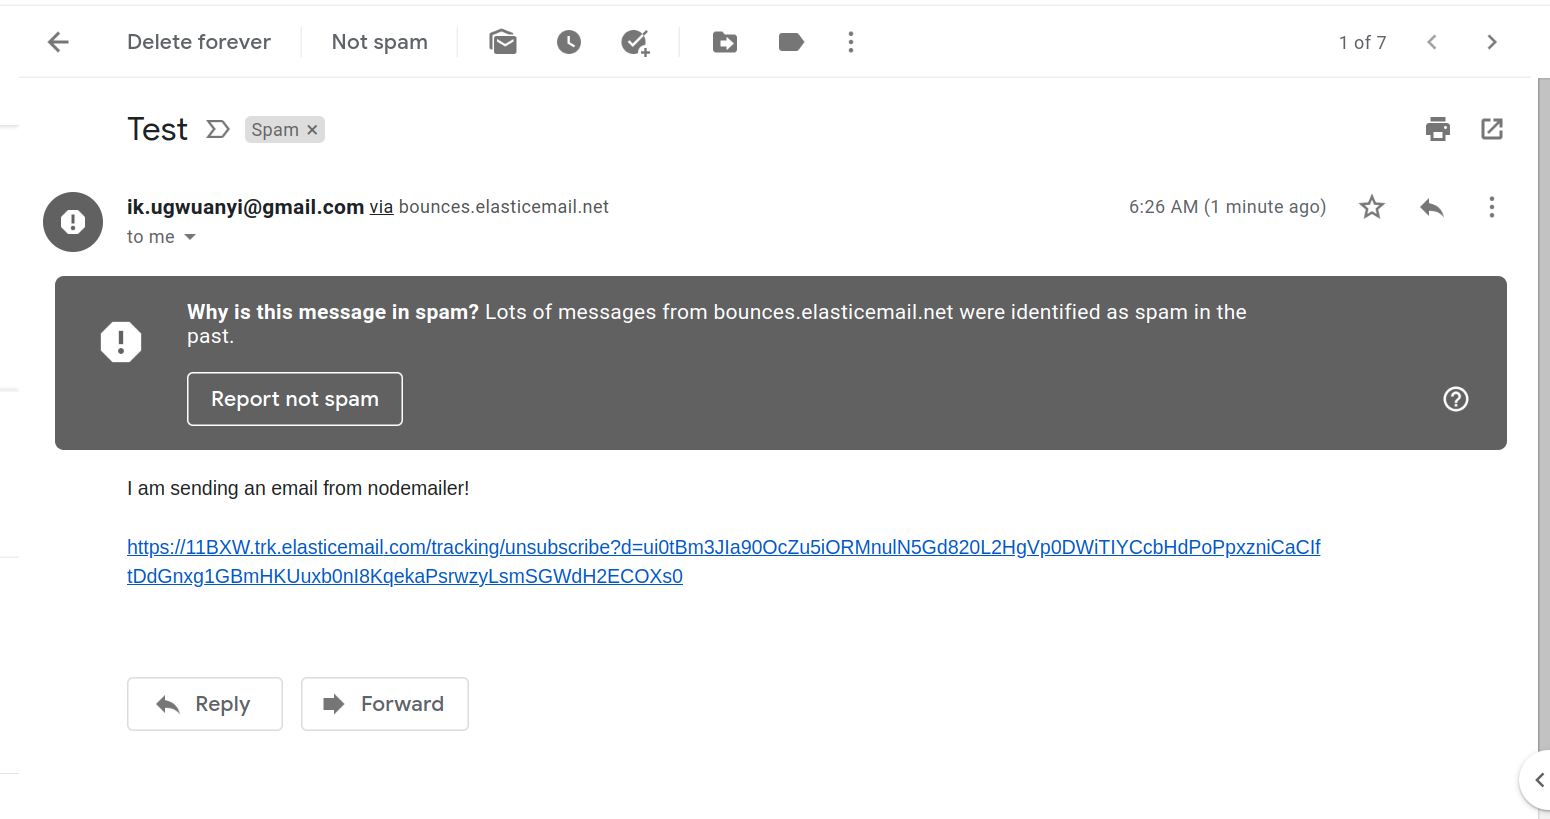 Delete forever Not spam 1 of 7
Test Spam ×
ik.ugwuanyi@gmail.com via bounces.elasticemail.net 6:26 AM (1 minute ago)
to me
Why is this message in spam? Lots of messages from bounces.elasticemail.net were identified as spam in the
past.
Report not spam
I am sending an email from nodemailer!
https://11BXW.trk.elasticemail.com/tracking/unsubscribe?d=ui0tBm3JIa90OcZu5iORMnulN5Gd820L2HgVp0DWiTIYCcbHdPoPpxzniCaCIf
tDdGnxg1GBmHKUuxb0nI8KqekaPsrwzyLsmSGWdH2ECOXs0
Reply Forward